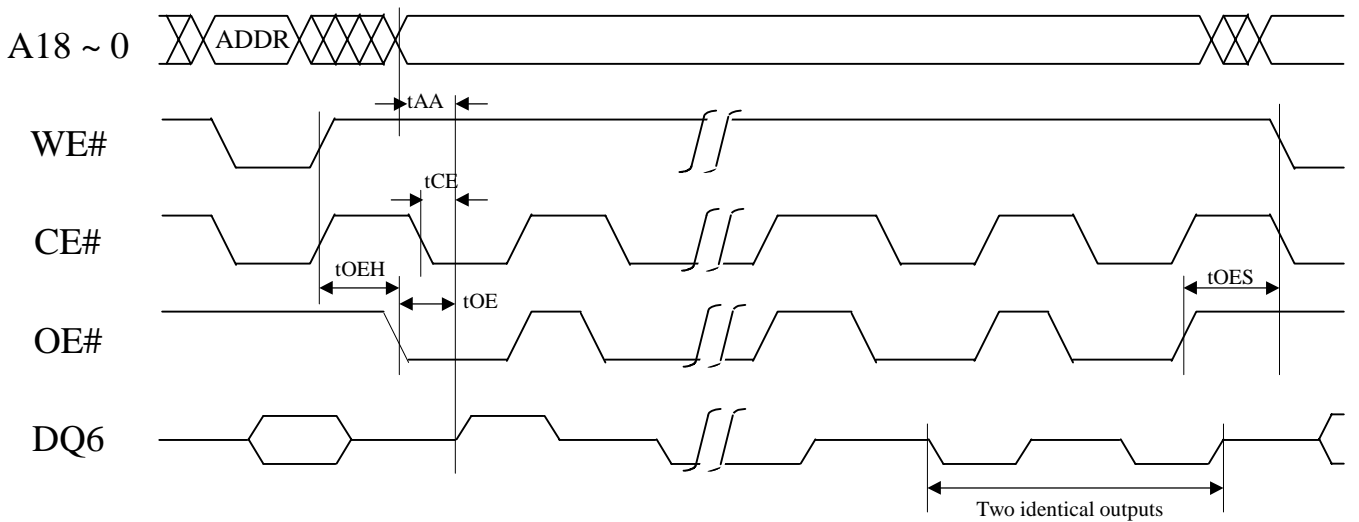 A18 ~ 0
ADDR
tAA
WE#
tCE
CE#
tOEH
tOE
tOES
OE#
DQ6
Two identical outputs